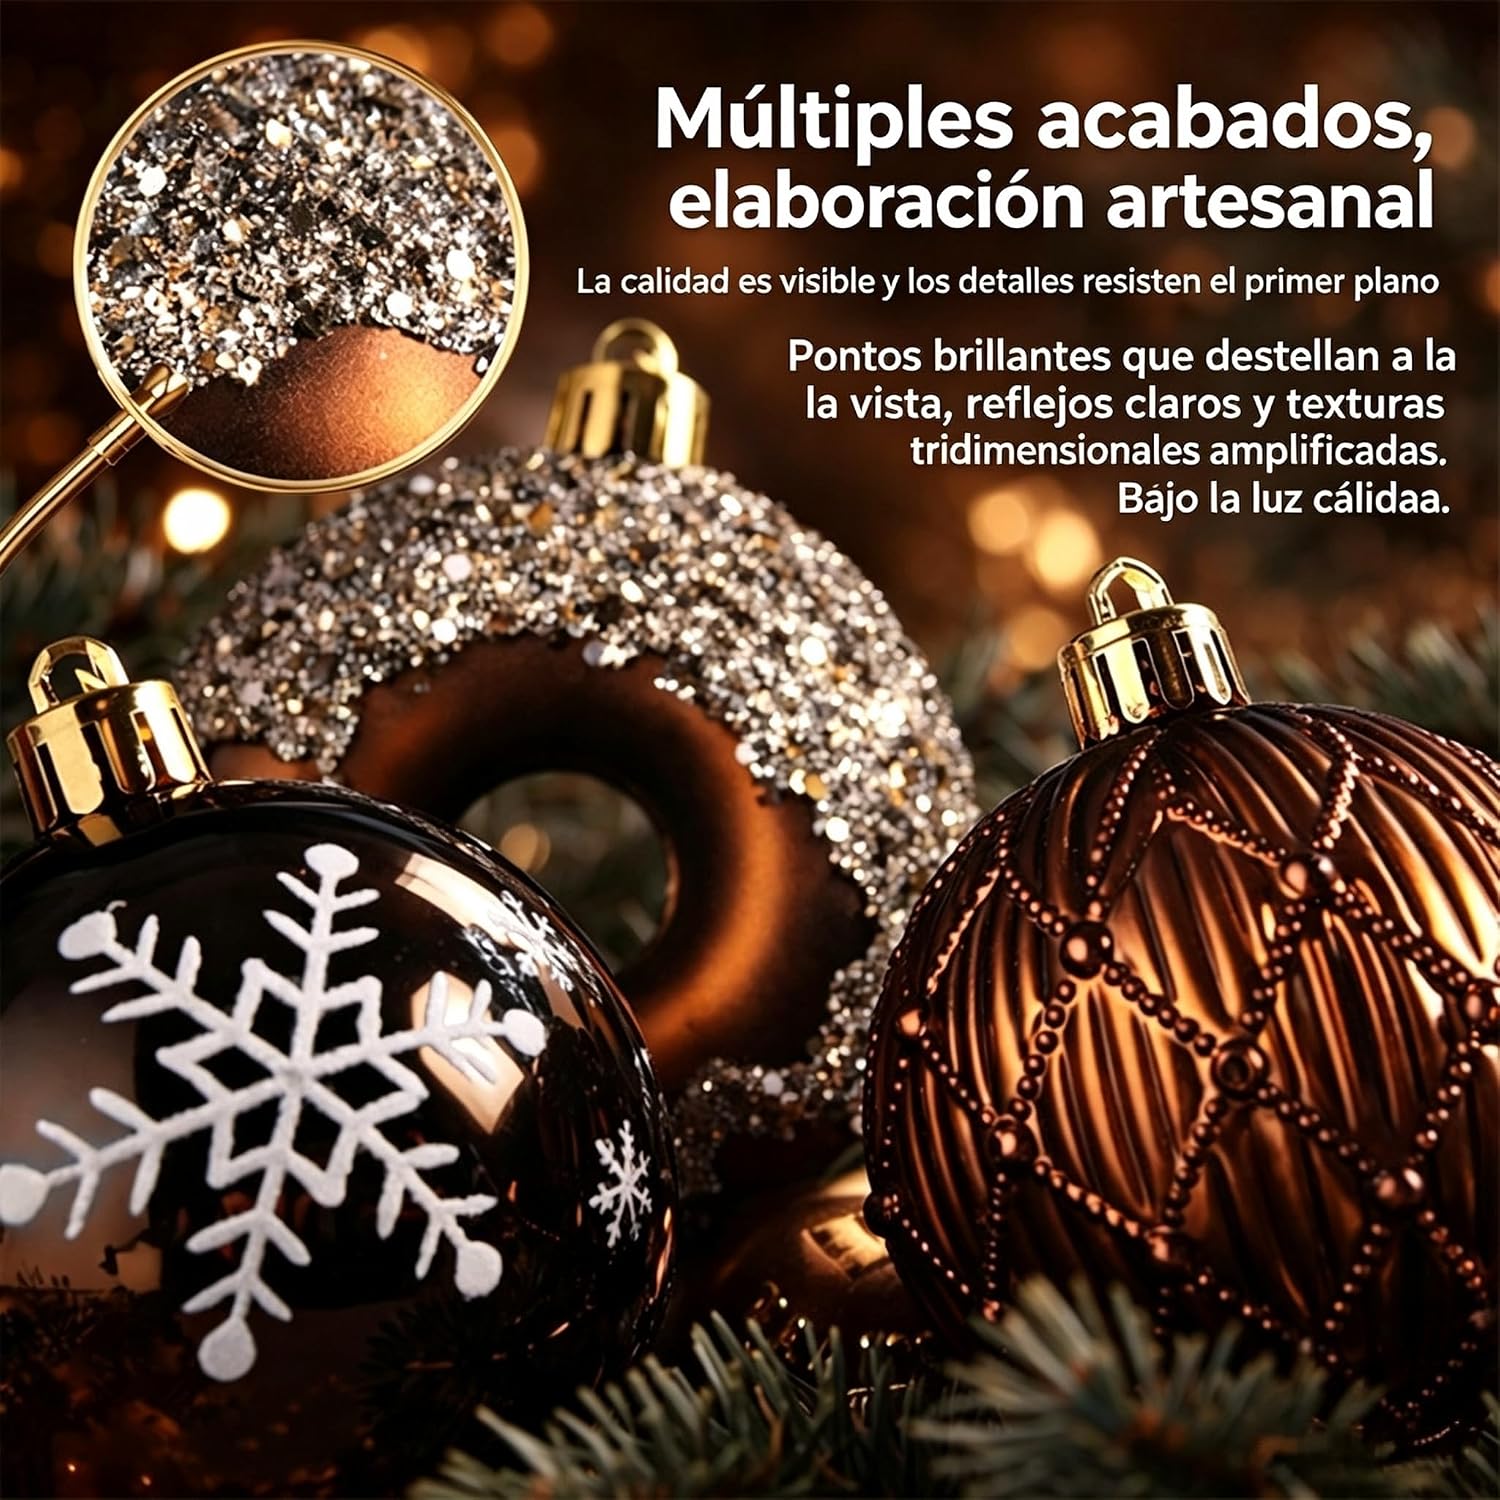 Múltiples acabados,
elaboración artesanal
La calidad es visible y los detalles resisten el primer plano
Pontos brillantes que destellan a la
la vista, reflejos claros y texturas
tridimensionales amplificadas.
Bájo la luz cálidaa.